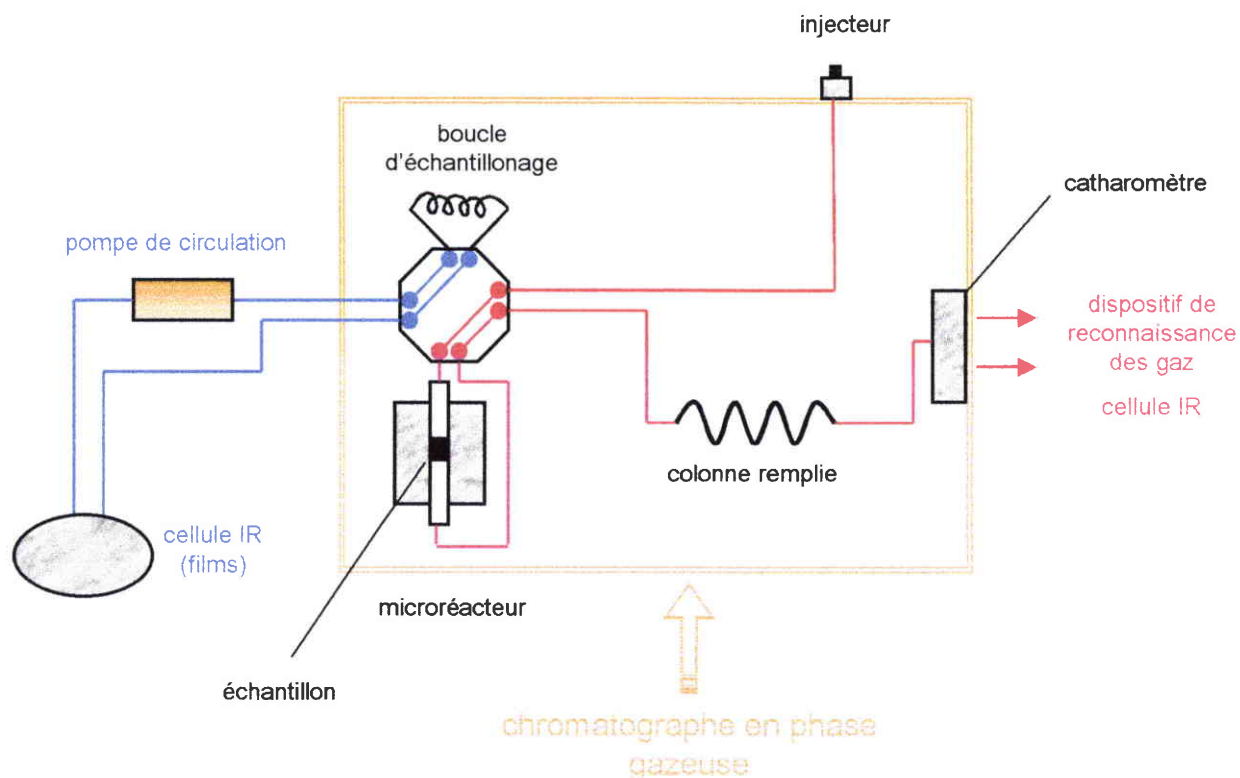 injecteur
boucle
d'échantillonage
catharomètre
pompe de circulation
dispositif de
reconnaissance
des gaz
cellule IR
colonne remplie
cellule IR
(films)
microréacteur
échantillon
chromatographe en phase
gazeuse